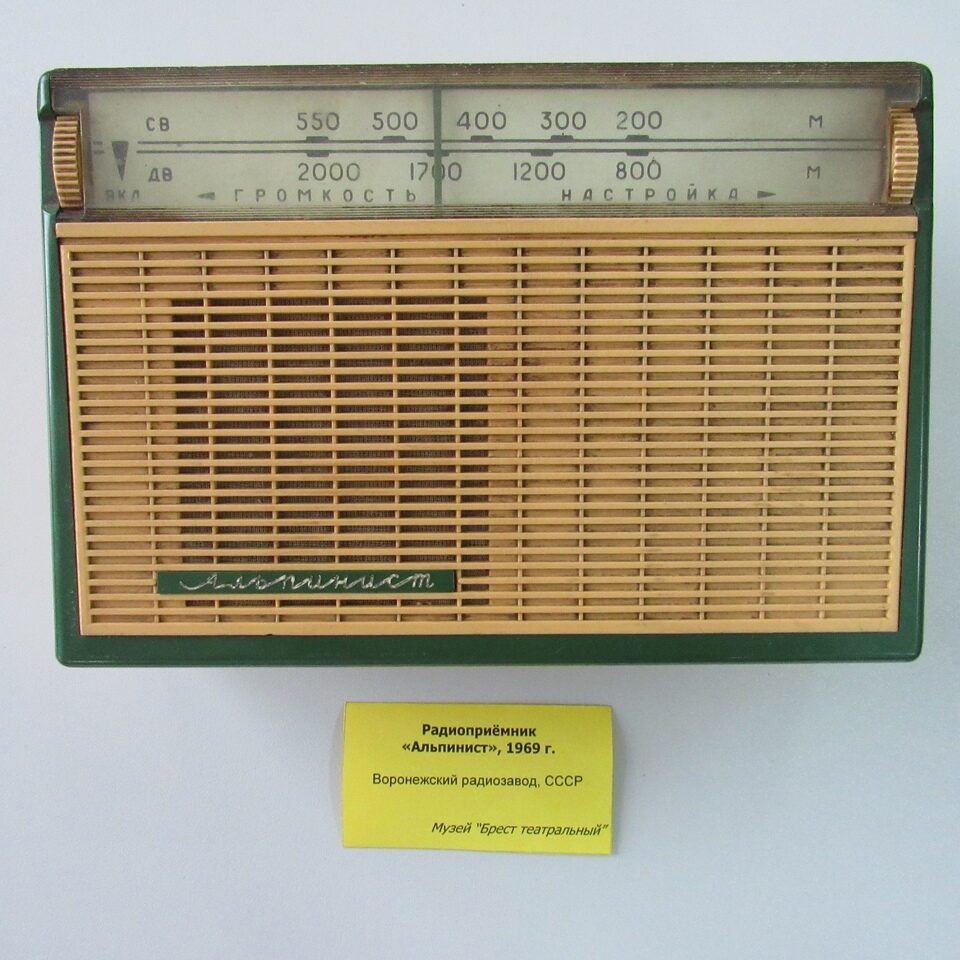 СВ 550 500 400 300 200 М
ДВ 2000 1700 1200 800 М
ВКЛ ГРОМКОСТЬ НАСТРОЙКА
Альпинист
Радиоприёмник
«Альпинист», 1969 г.
Воронежский радиозавод, СССР
Музей "Брест театральный"